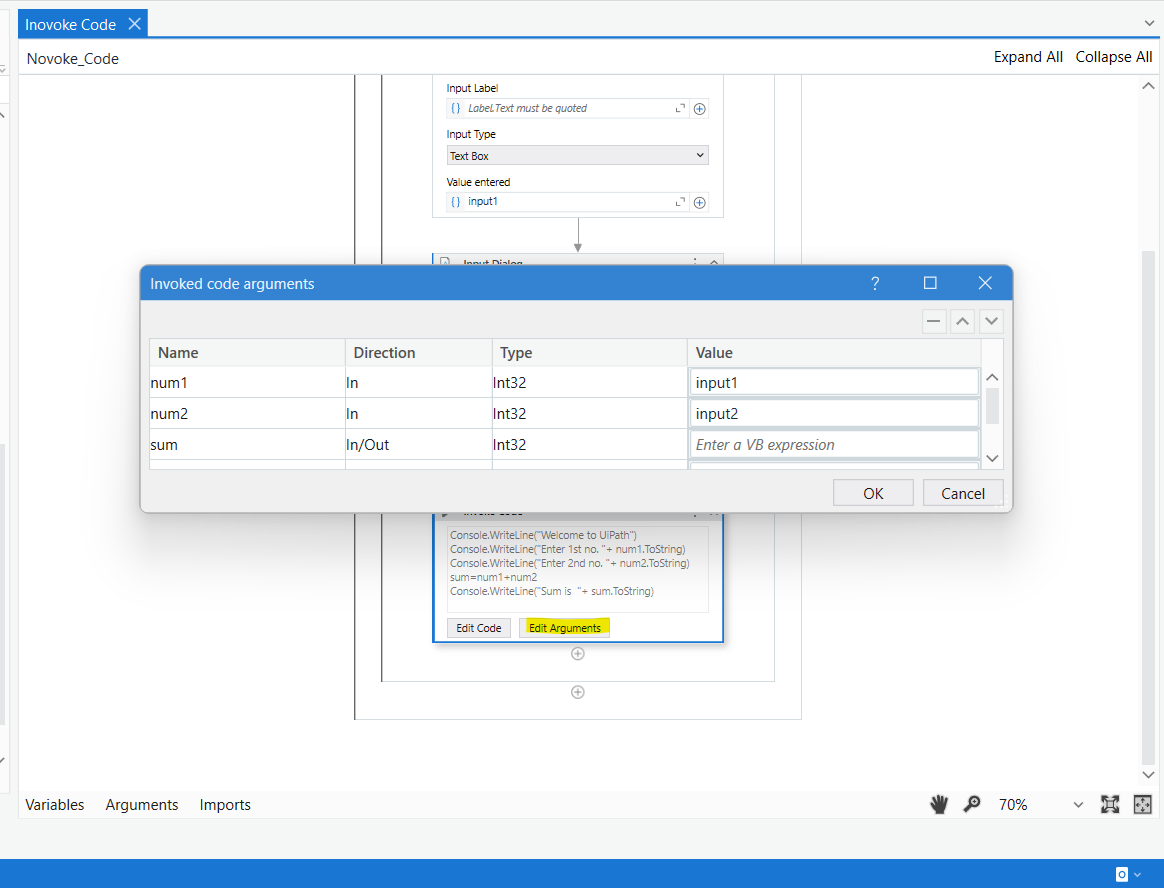 Inovoke Code
Novoke_Code
Expand All Collapse All
Input Label
{} Label.Text must be quoted
Input Type
Text Box
Value entered
{} input1
Input Dialog
Invoked code arguments
?
Name Direction Type Value
num1 In Int32 input1
num2 In Int32 input2
sum In/Out Int32 Enter a VB expression
OK Cancel
Invoke Code
Console.WriteLine("Welcome to UiPath")
Console.WriteLine("Enter 1st no. "+ num1.ToString)
Console.WriteLine("Enter 2nd no. "+ num2.ToString)
sum=num1+num2
Console.WriteLine("Sum is  "+ sum.ToString)
Edit Code Edit Arguments
Variables Arguments Imports
70%